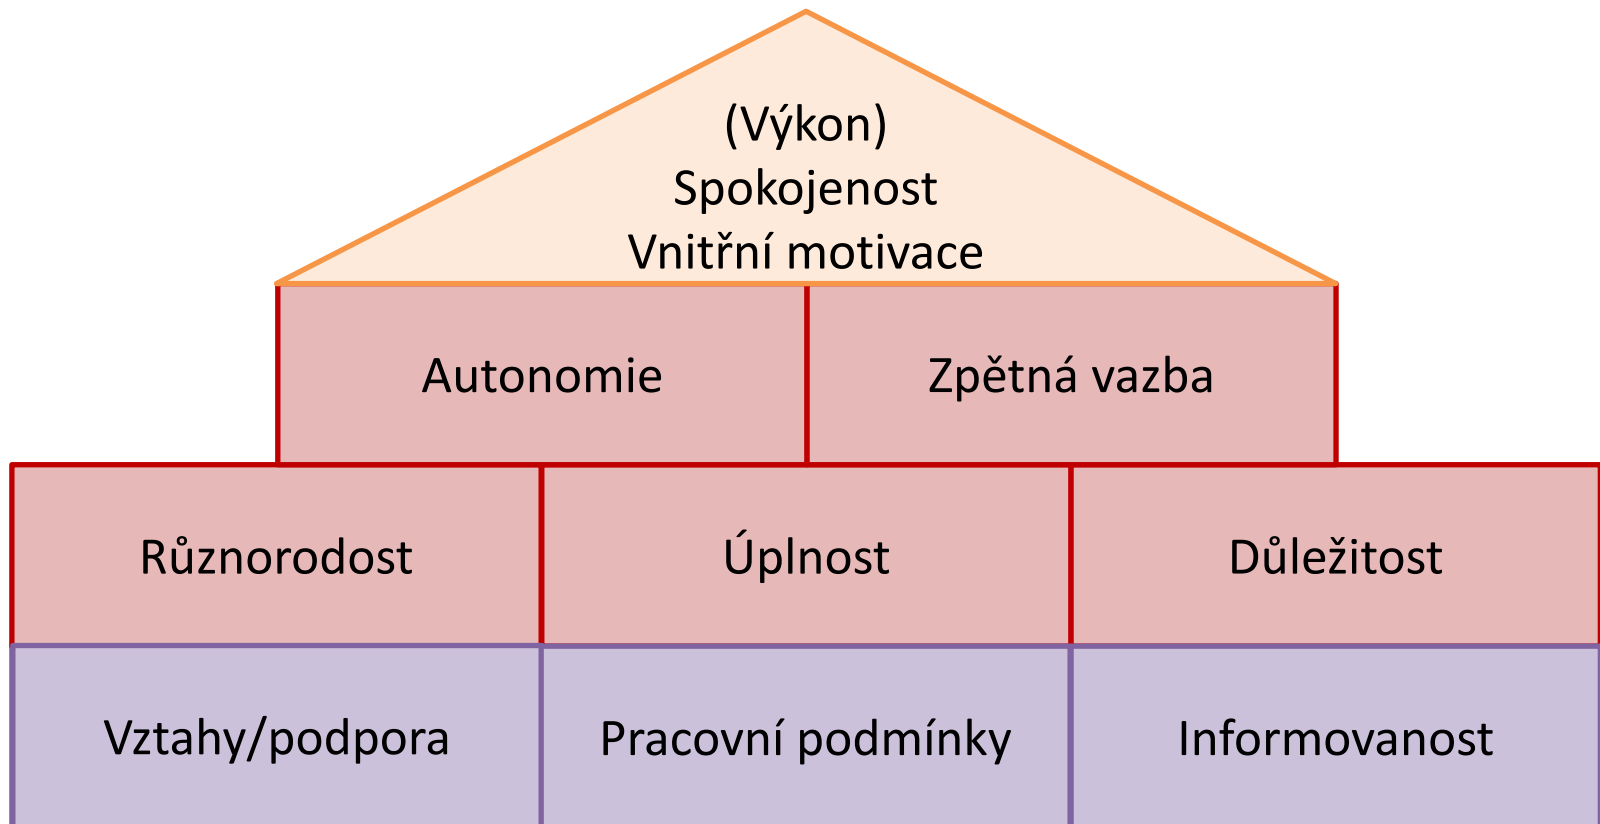 (Výkon)
Spokojenost
Vnitřní motivace
Autonomie
Zpětná vazba
Různorodost
Úplnost
Důležitost
Vztahy/podpora
Pracovní podmínky
Informovanost